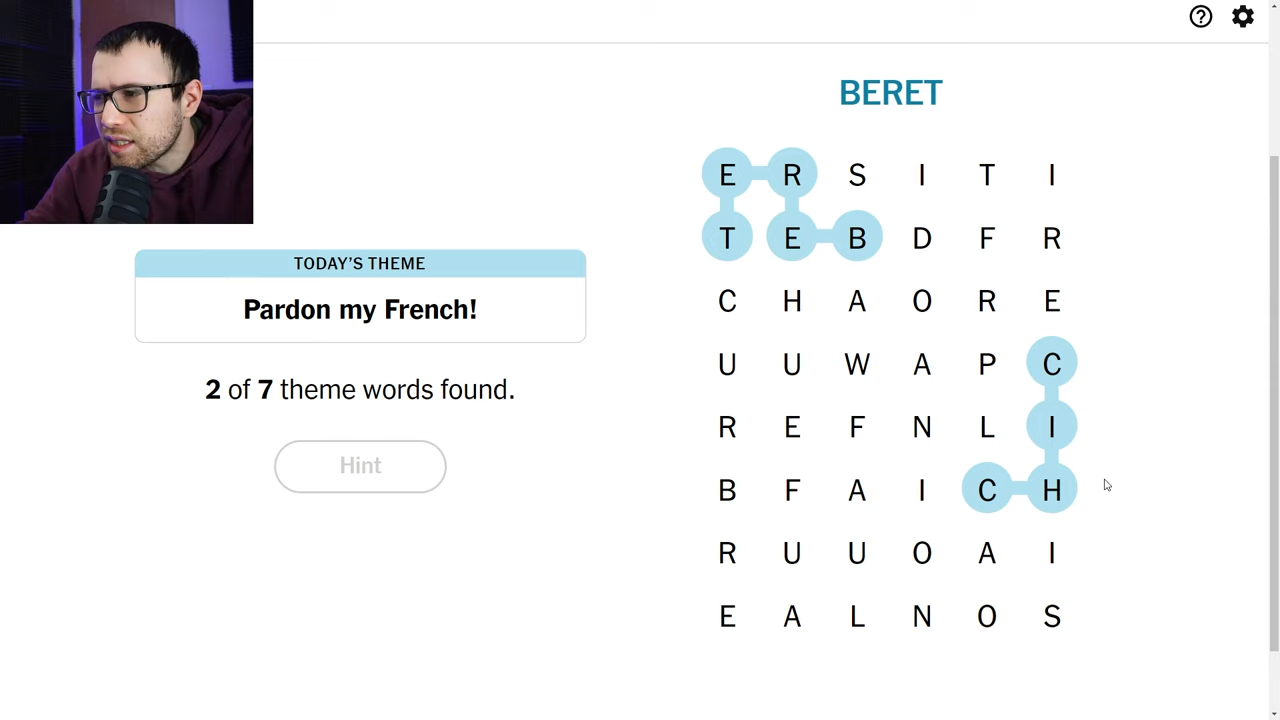 ?
BERET
E R S I T I
T E B D F R
TODAY'S THEME
Pardon my French!
C H A O R E
2 of 7 theme words found.
U U W A P C
R E F N L I
Hint
B F A I C H
R U U O A I
E A L N O S